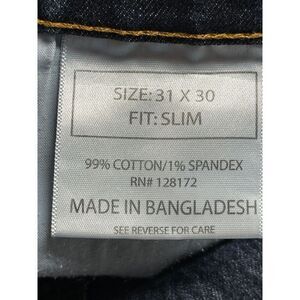 SIZE: 31 X 30
FIT: SLIM
99% COTTON/1% SPANDEX
RN# 128172
MADE IN BANGLADESH
SEE REVERSE FOR CARE